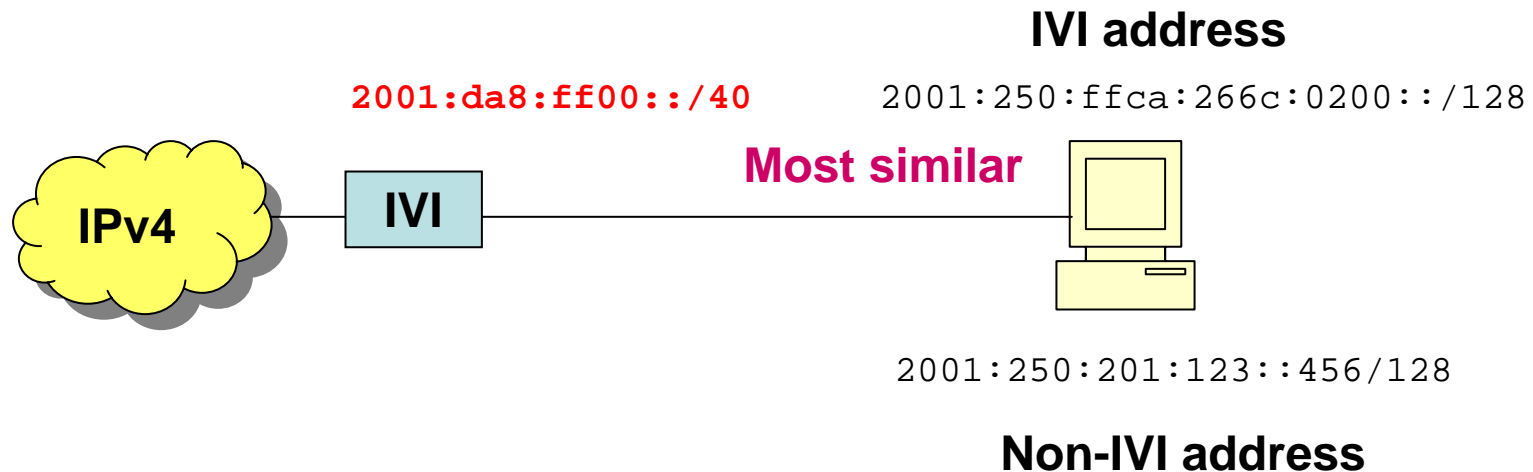 IVI address
2001:da8:ff00::/40 2001:250:ffca:266c:0200::/128
Most similar
IPv4 IVI
2001:250:201:123::456/128
Non-IVI address